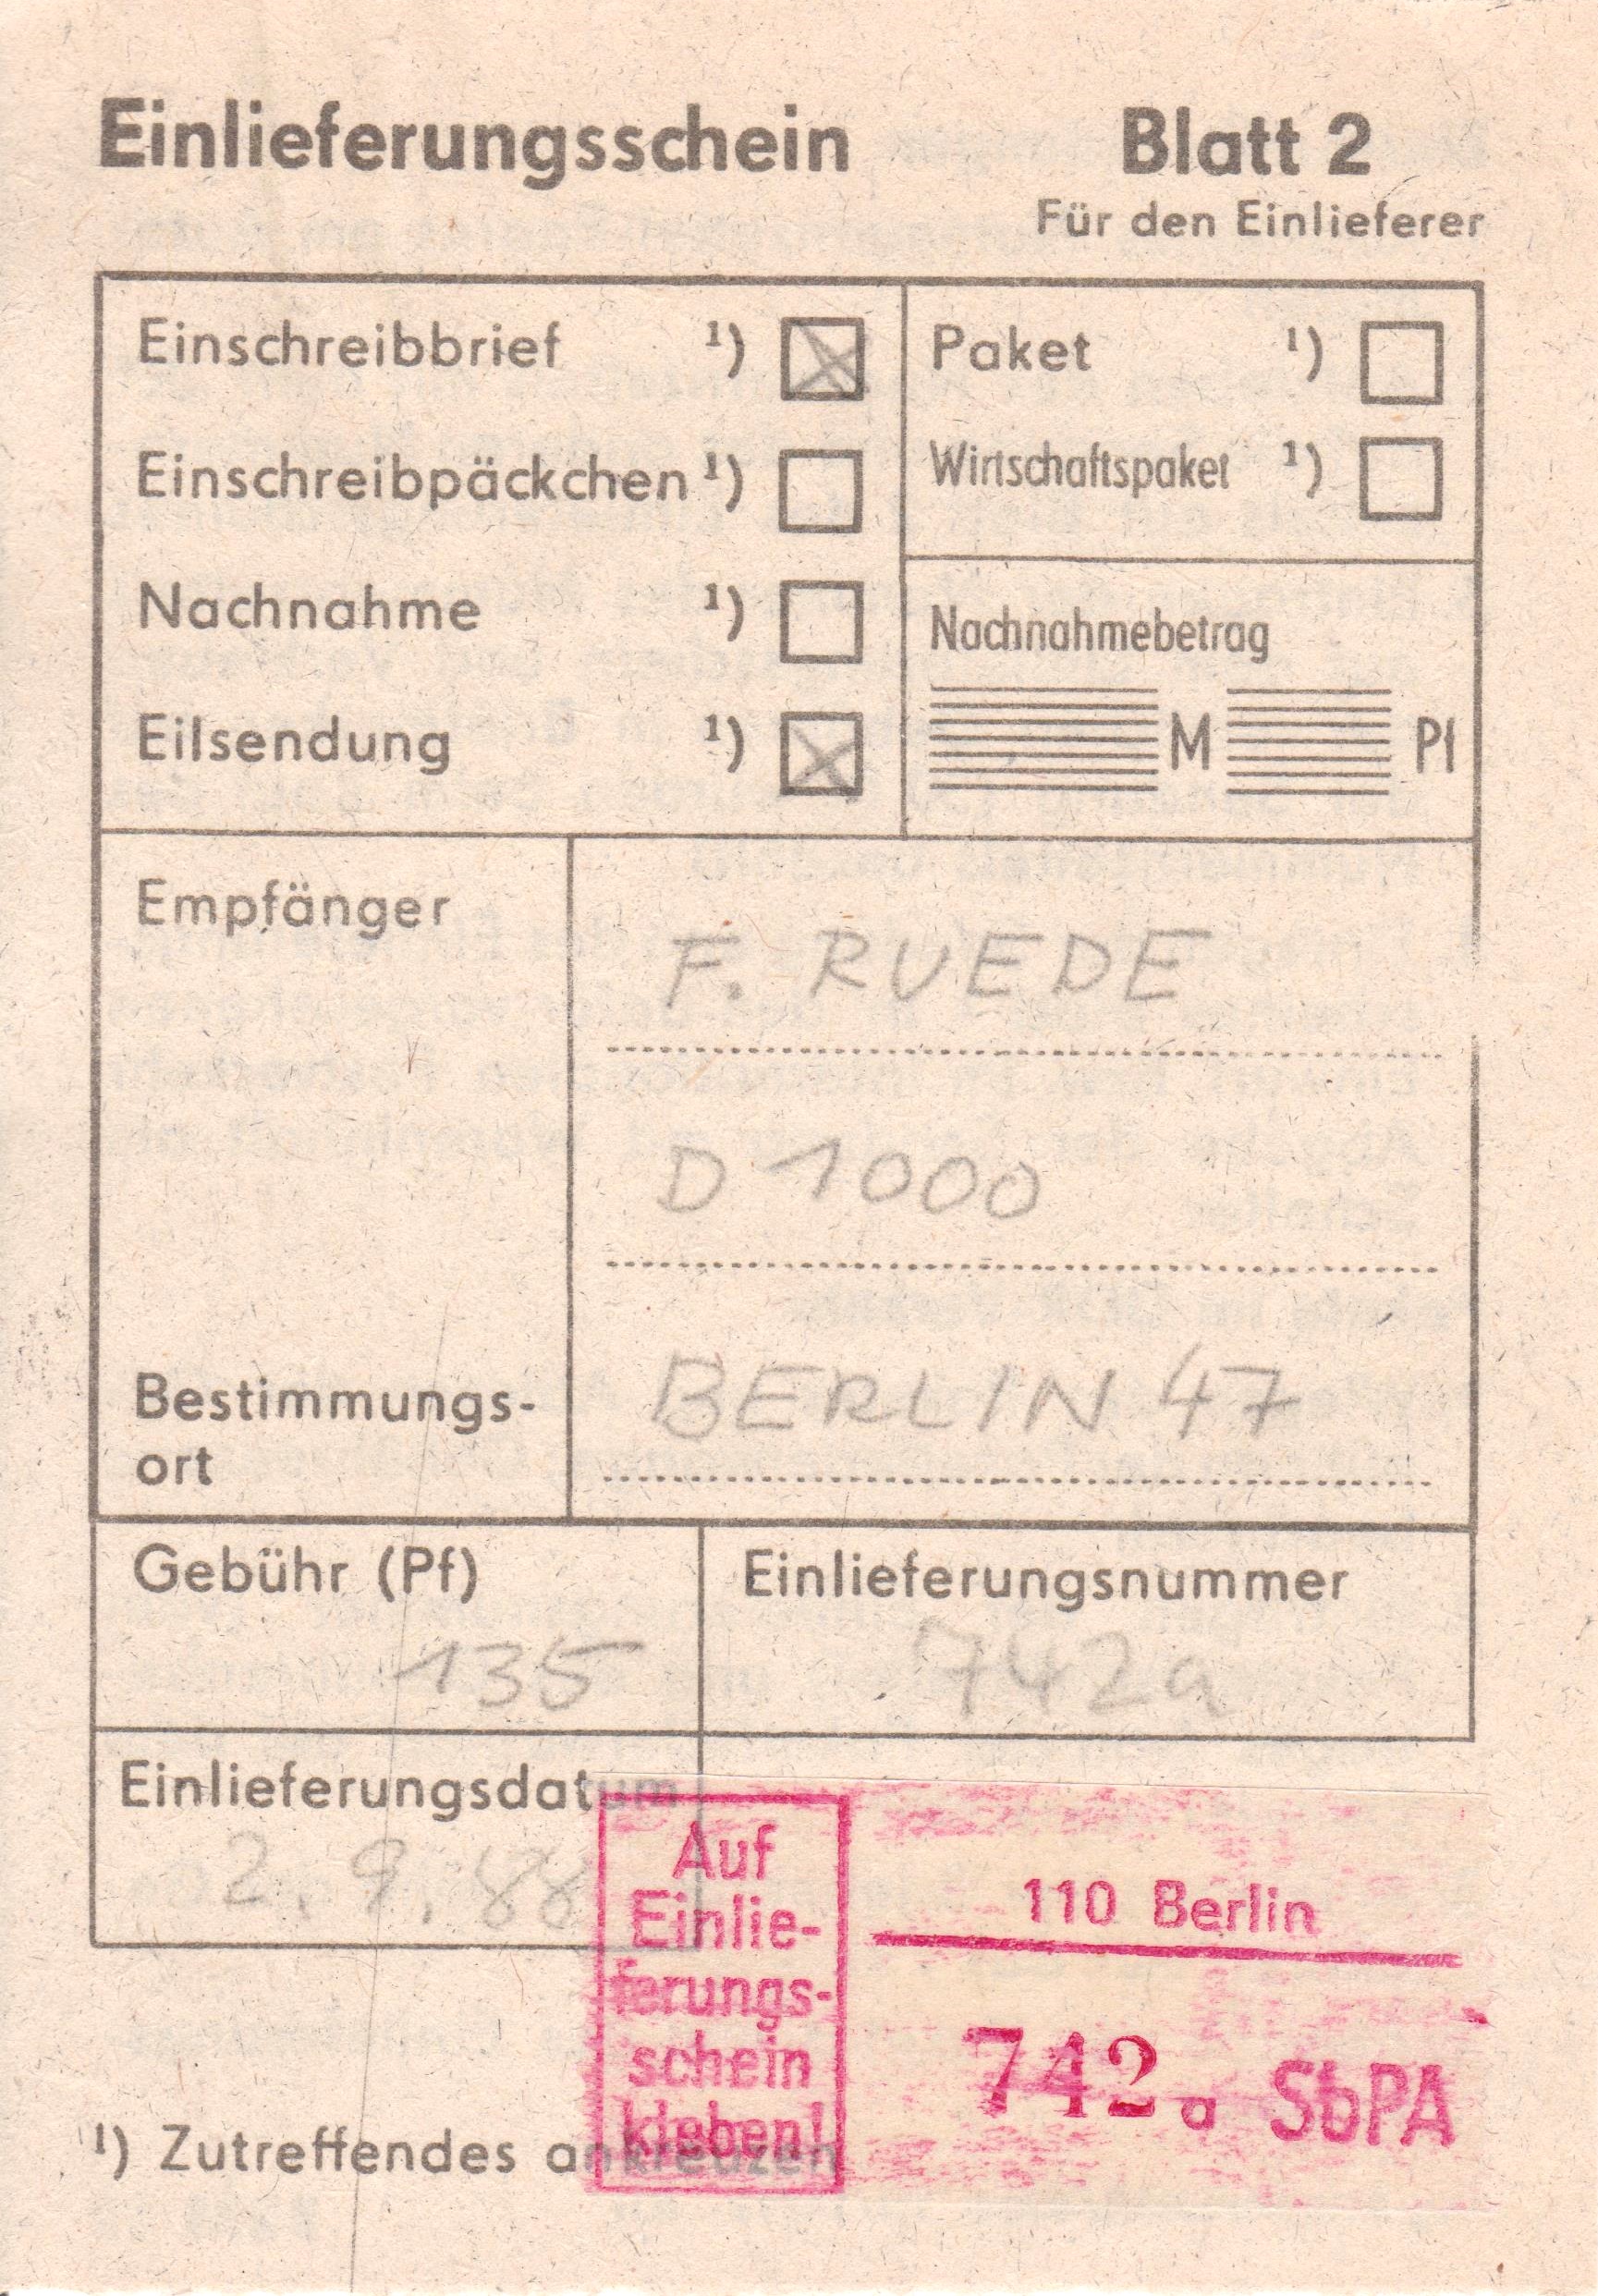 Einlieferungsschein Blatt 2
Für den Einlieferer
Einschreibbrief ¹) ☒ Paket ¹) ☐
Einschreibpäckchen ¹) ☐ Wirtschaftspaket ¹) ☐
Nachnahme ¹) ☐ Nachnahmebetrag
Eilsendung ¹) ☒ M Pf
Empfänger
F. RUEDE
D 1000
Bestimmungs-
ort
BERLIN 47
Gebühr (Pf) Einlieferungsnummer
135 742a
Einlieferungsdatum
2. 9. 88
Auf
Einlie-
ferungs-
schein
kleben!
110 Berlin
742 a SbPA
¹) Zutreffendes ankreuzen